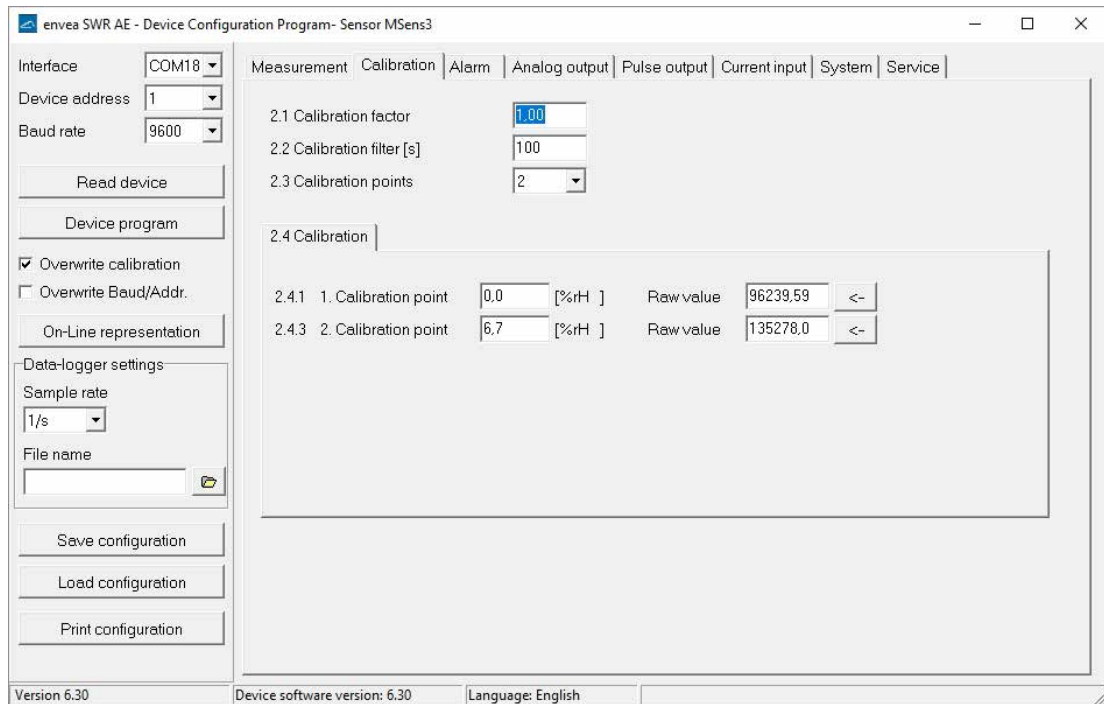 envea SWR AE - Device Configuration Program- Sensor MSens3
Interface COM18
Device address 1
Baud rate 9600
Read device
Device program
Overwrite calibration
Overwrite Baud/Addr.
On-Line representation
Data-logger settings
Sample rate
1/s
File name
Save configuration
Load configuration
Print configuration
Measurement Calibration Alarm Analog output Pulse output Current input System Service
2.1 Calibration factor 1,00
2.2 Calibration filter [s] 100
2.3 Calibration points 2
2.4 Calibration
2.4.1 1. Calibration point 0,0 [%rH ] Raw value 96239,59 <-
2.4.3 2. Calibration point 6,7 [%rH ] Raw value 135278,0 <-
Version 6.30 Device software version: 6.30 Language: English